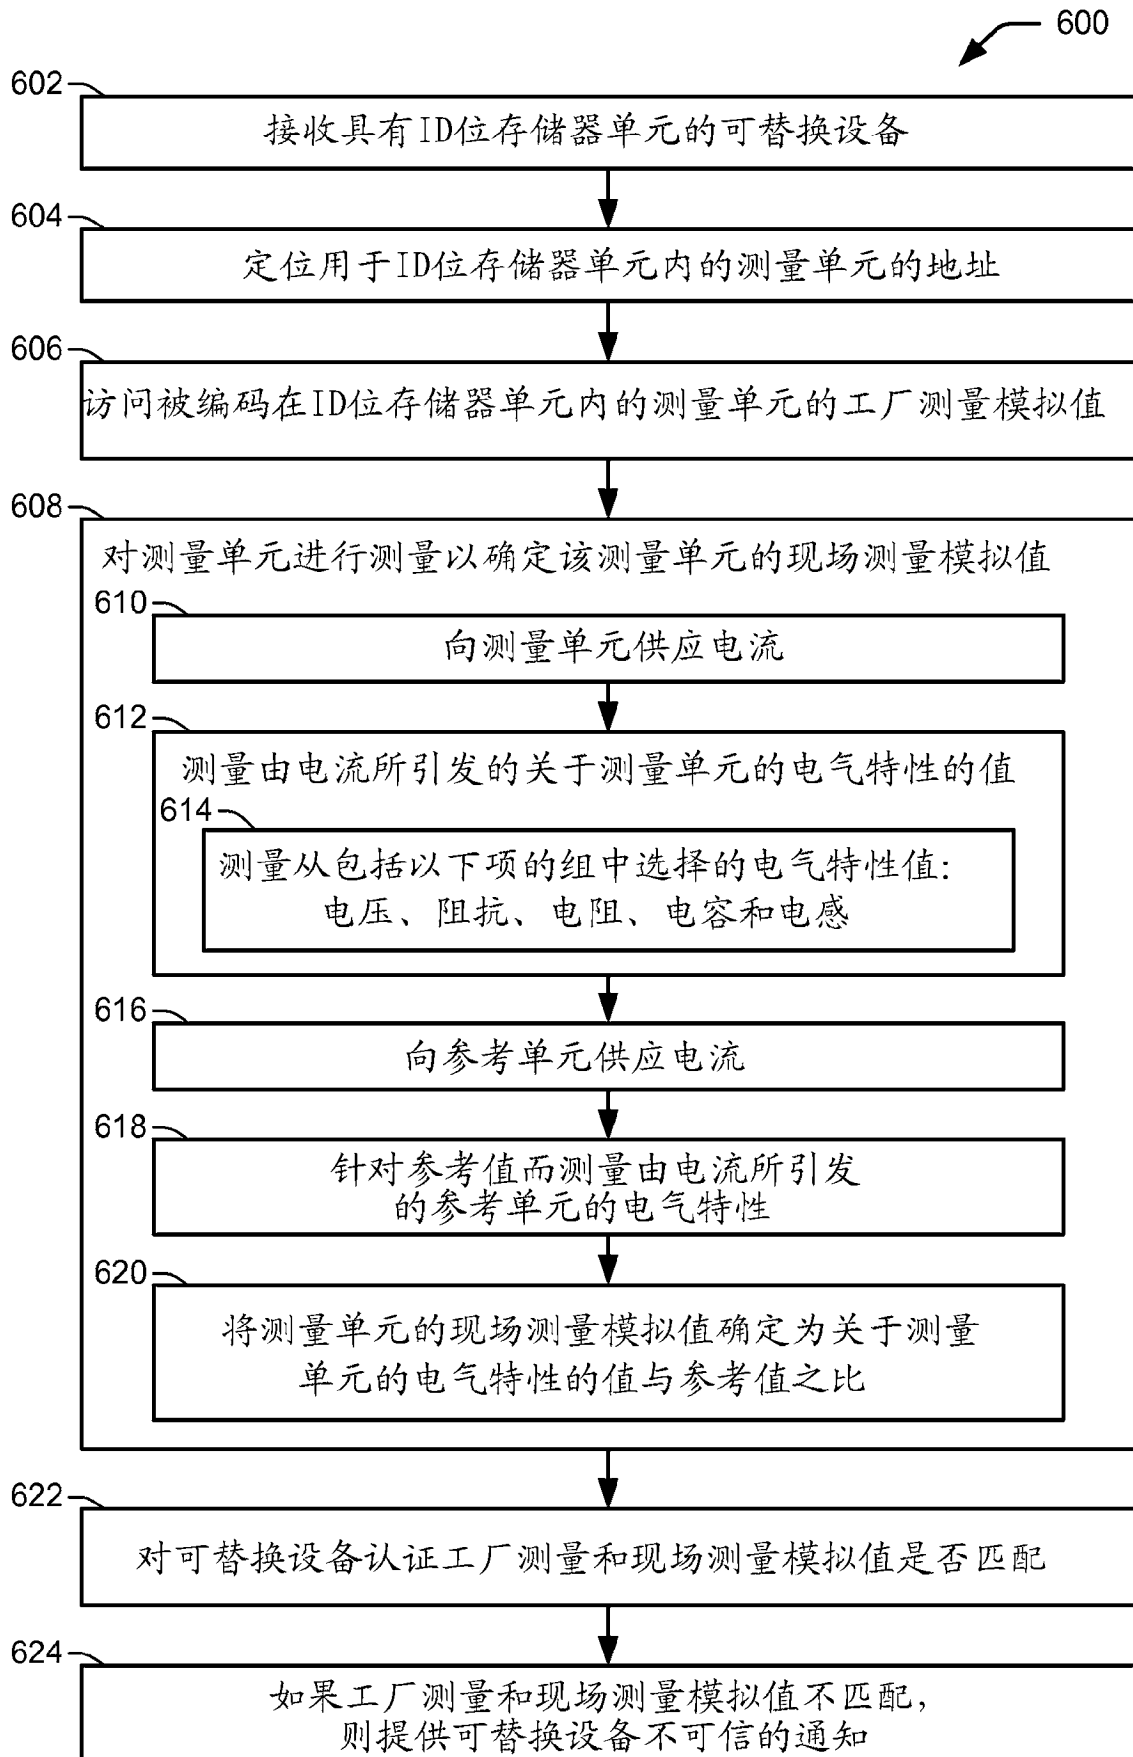 600
602
接收具有ID位存储器单元的可替换设备
604
定位用于ID位存储器单元内的测量单元的地址
606
访问被编码在ID位存储器单元内的测量单元的工厂测量模拟值
608
对测量单元进行测量以确定该测量单元的现场测量模拟值
610
向测量单元供应电流
612
测量由电流所引发的关于测量单元的电气特性的值
614
测量从包括以下项的组中选择的电气特性值:
电压、阻抗、电阻、电容和电感
616
向参考单元供应电流
618
针对参考值而测量由电流所引发
的参考单元的电气特性
620
将测量单元的现场测量模拟值确定为关于测量
单元的电气特性的值与参考值之比
622
对可替换设备认证工厂测量和现场测量模拟值是否匹配
624
如果工厂测量和现场测量模拟值不匹配,
则提供可替换设备不可信的通知